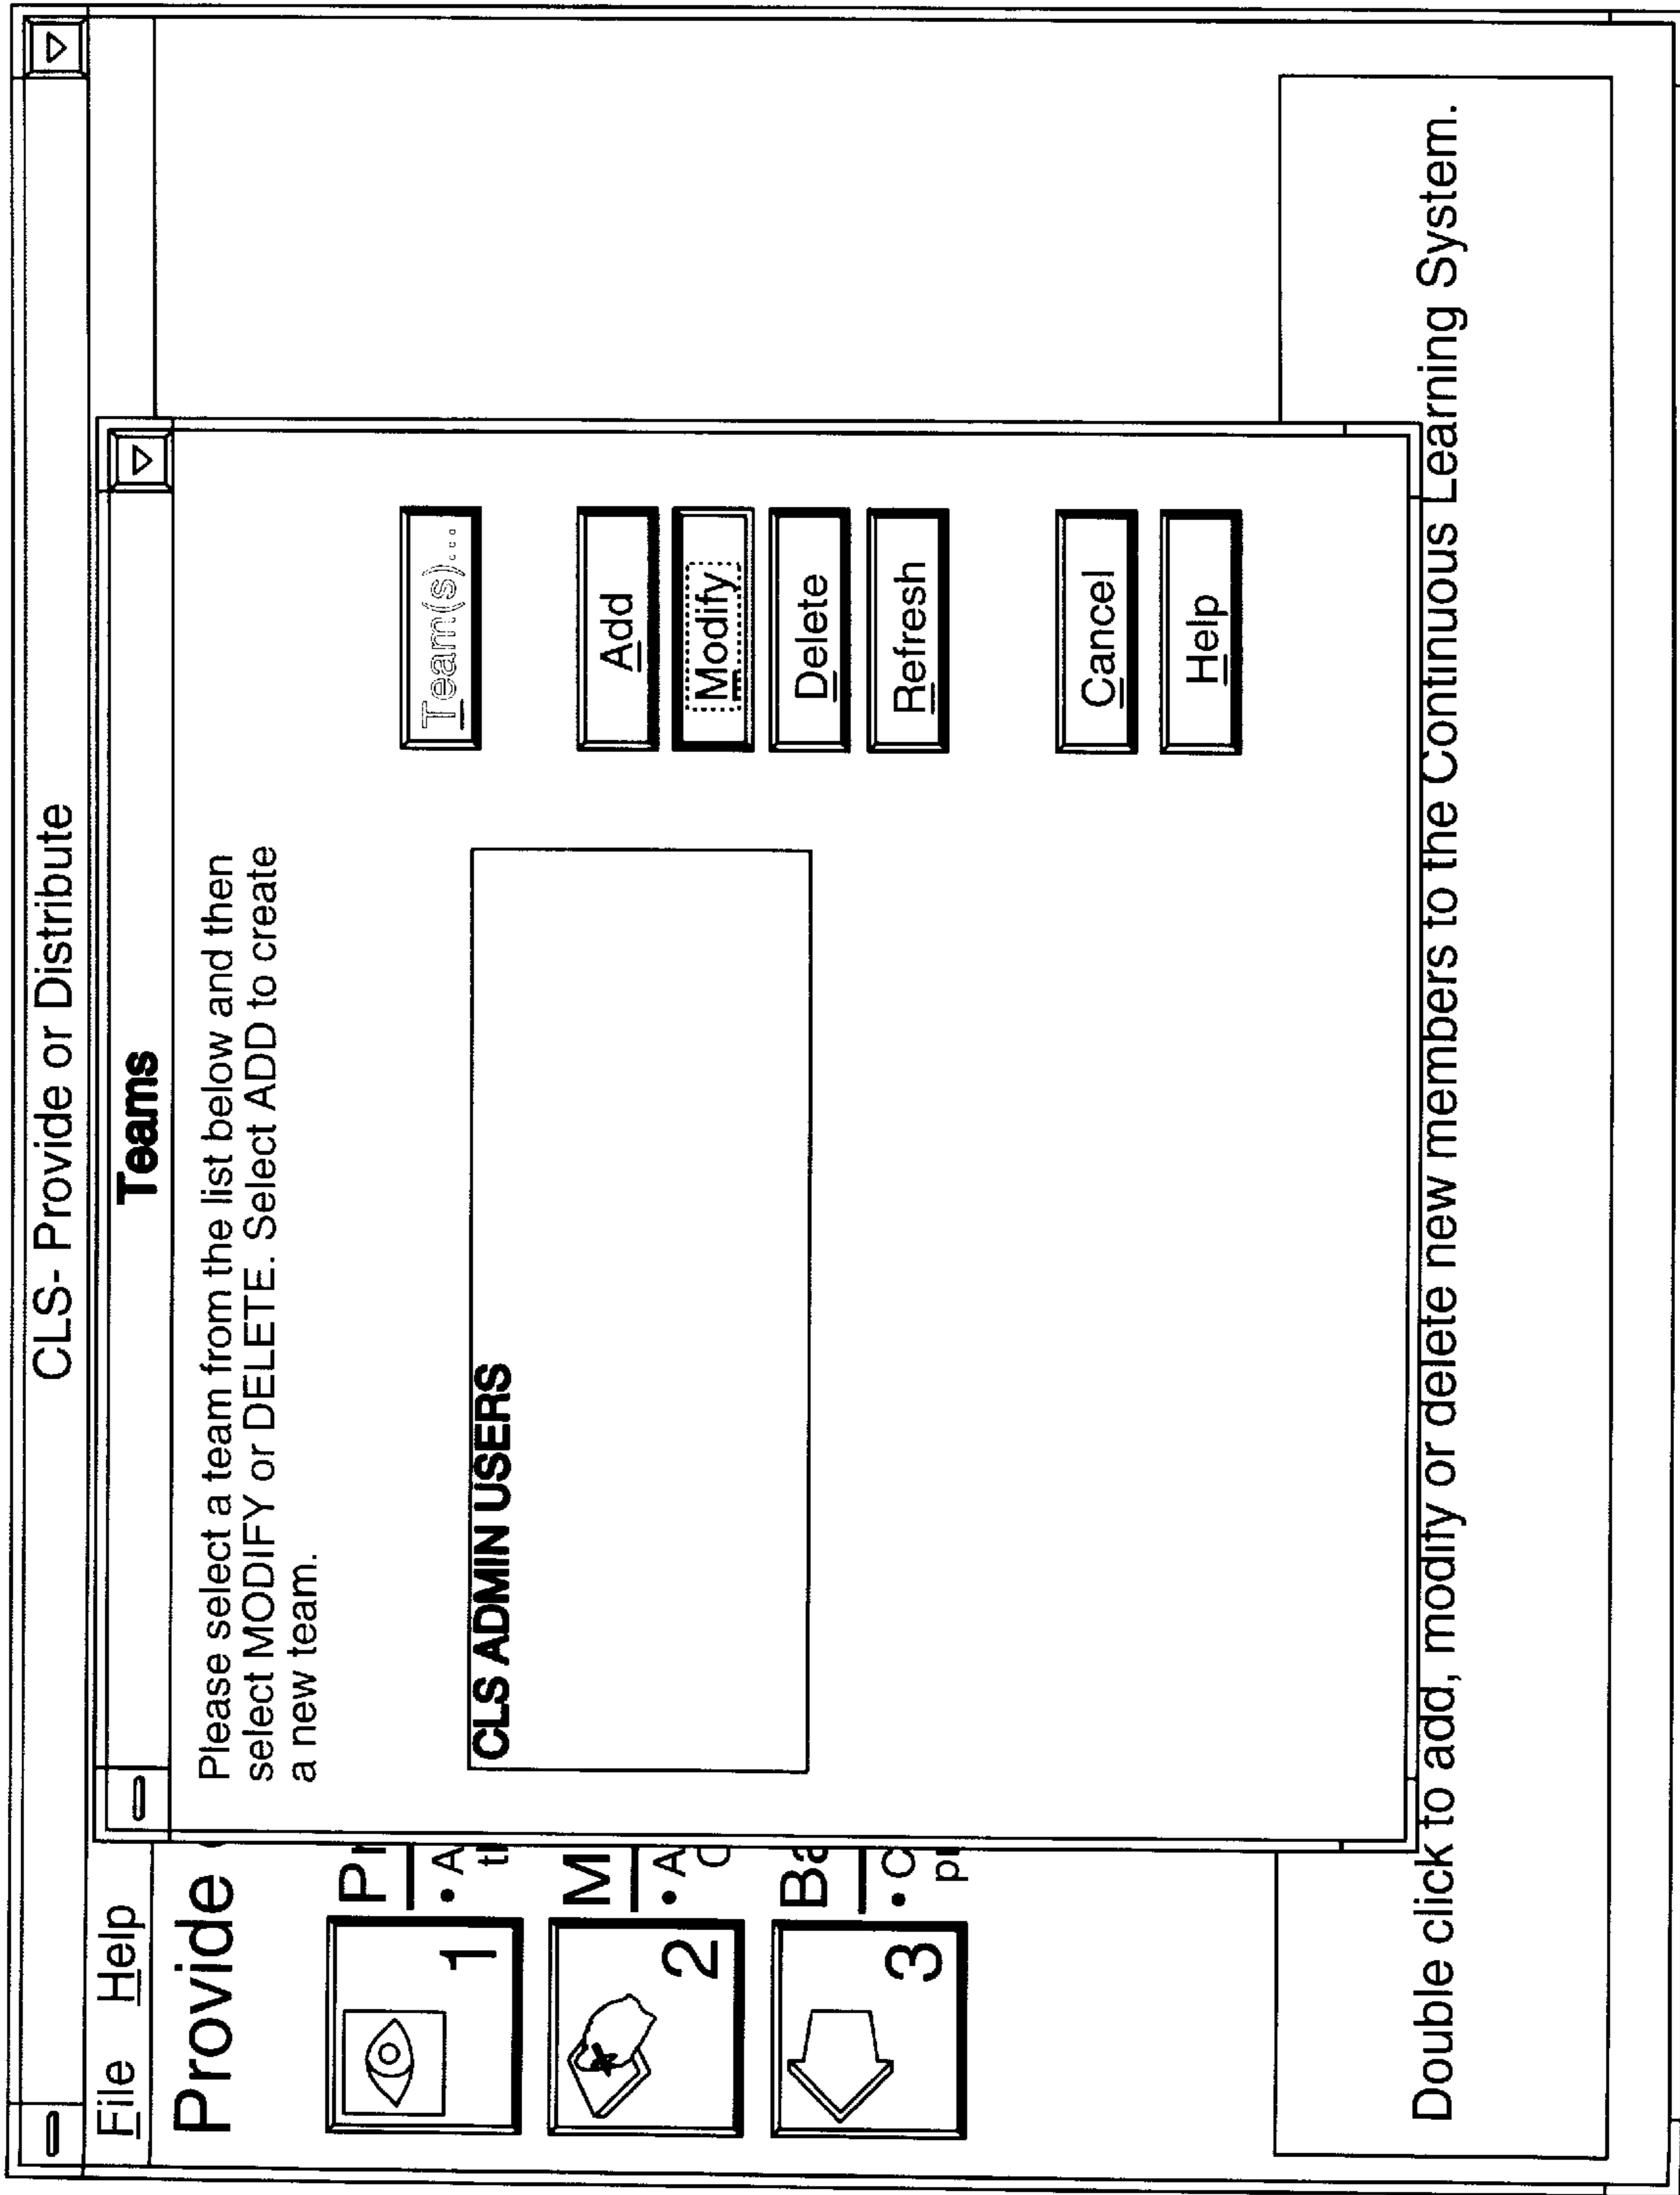 CLS- Provide or Distribute
File Help
Provide
Teams
Please select a team from the list below and then
select MODIFY or DELETE. Select ADD to create
a new team.
CLS ADMIN USERS
Team(s)...
Add
Modify
Delete
Refresh
Cancel
Help
1
2
3
Double click to add, modify or delete new members to the Continuous Learning System.